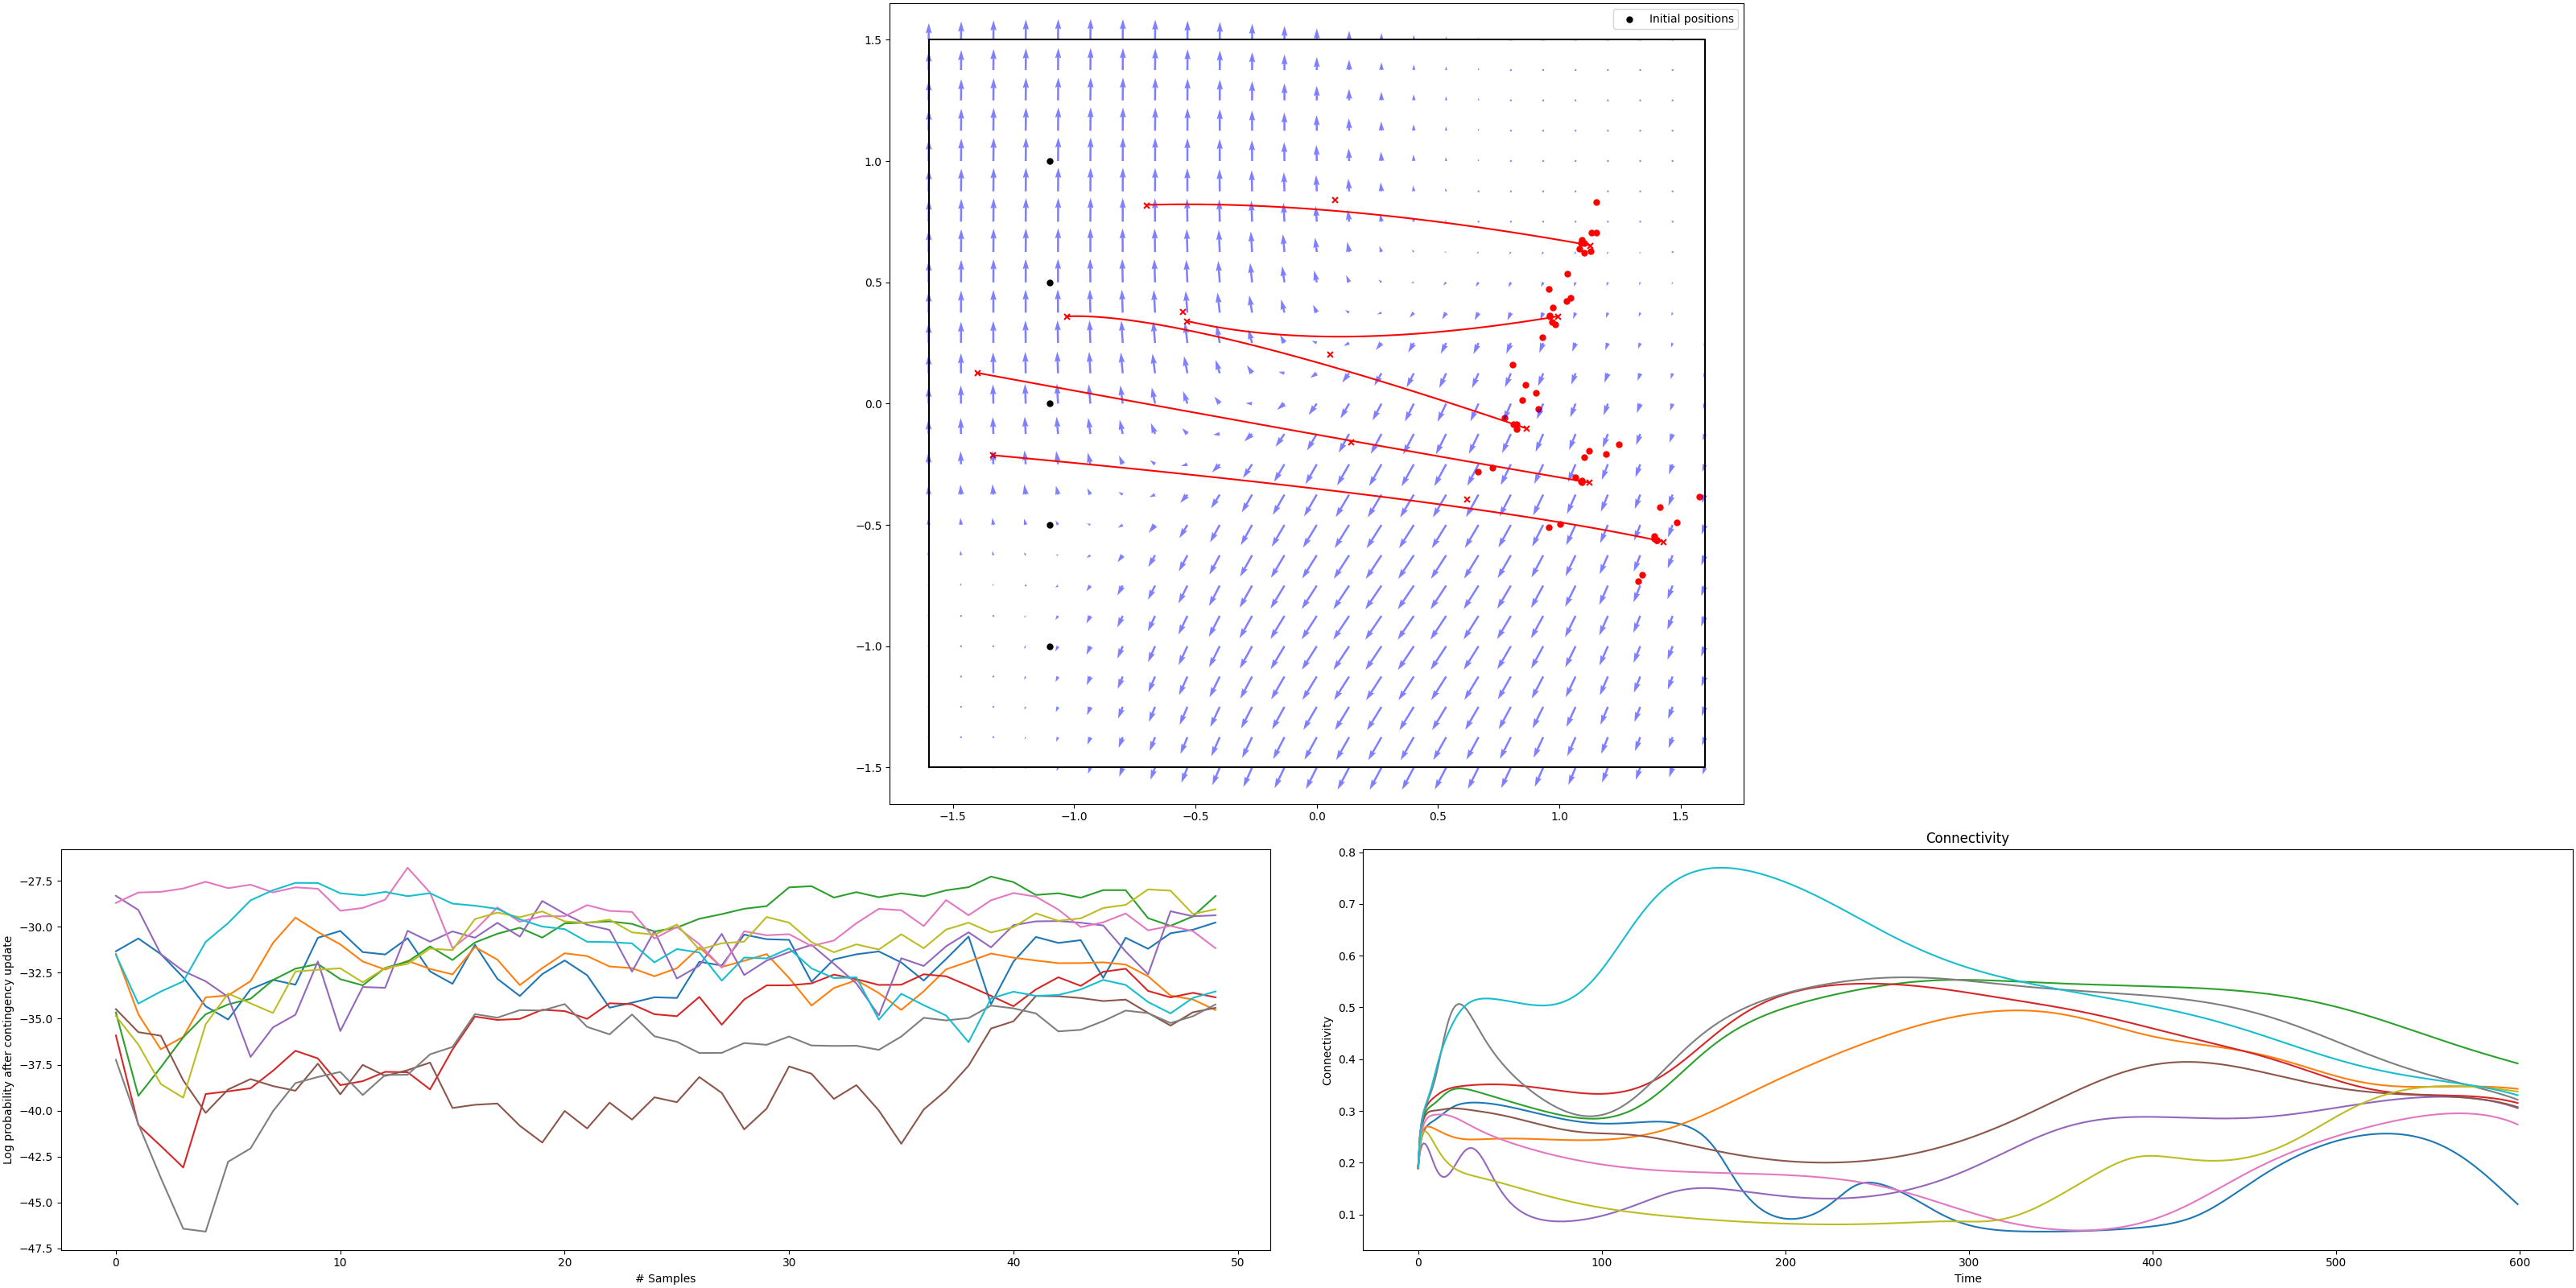 Initial positions
1.5
1.0
0.5
0.0
−0.5
−1.0
−1.5
−1.5 −1.0 −0.5 0.0 0.5 1.0 1.5
Log probability after contingency update
−27.5
−30.0
−32.5
−35.0
−37.5
−40.0
−42.5
−45.0
−47.5
0 10 20 30 40 50
# Samples
Connectivity
Connectivity
0.8
0.7
0.6
0.5
0.4
0.3
0.2
0.1
0 100 200 300 400 500 600
Time